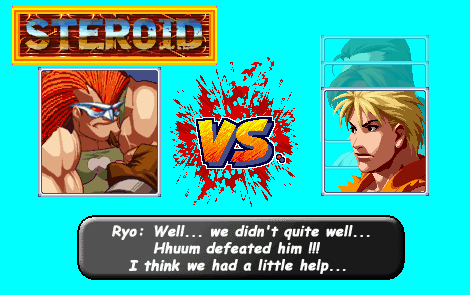 STEROID
VS.
Ryo: Well... we didn't quite well...
Hhuum defeated him !!!
I think we had a little help...